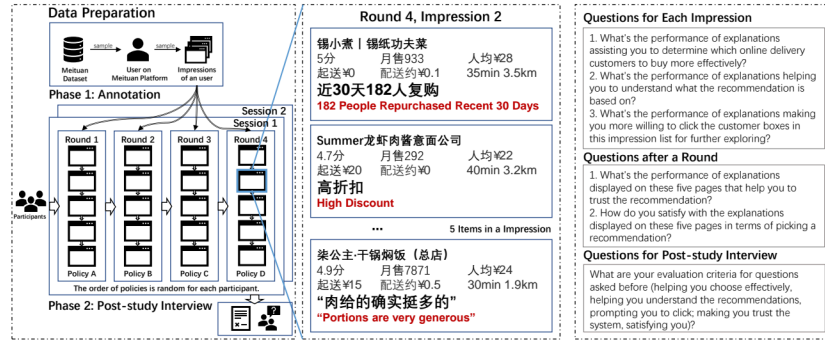 Data Preparation
sample
sample
Meituan
Dataset
User on
Meituan Platform
Impressions
of an user
Phase 1: Annotation
Session 2
Session 1
Round 1
Round 2
Round 3
Round 4
Participants
Policy A
Policy B
Policy C
Policy D
The order of policies is random for each participant.
Phase 2: Post-study Interview
Round 4, Impression 2
锡小煮丨锡纸功夫菜
5分 月售933 人均¥28
起送¥0 配送约¥0.1 35min 3.5km
近30天182人复购
182 People Repurchased Recent 30 Days
Summer龙虾肉酱意面公司
4.7分 月售292 人均¥22
起送¥20 配送约¥0 40min 3.2km
高折扣
High Discount
... 5 Items in a Impression
柒公主·干锅焖饭（总店）
4.9分 月售7871 人均¥24
起送¥15 配送约¥0.5 30min 1.9km
“肉给的确实挺多的”
“Portions are very generous”
Questions for Each Impression
1. What's the performance of explanations
assisting you to determine which online delivery
customers to buy more effectively?
2. What's the performance of explanations helping
you to understand what the recommendation is
based on?
3. What's the performance of explanations making
you more willing to click the customer boxes in
this impression list for further exploring?
Questions after a Round
1. What's the performance of explanations
displayed on these five pages that help you to
trust the recommendation?
2. How do you satisfy with the explanations
displayed on these five pages in terms of picking a
recommendation?
Questions for Post-study Interview
What are your evaluation criteria for questions
asked before (helping you choose effectively,
helping you understand the recommendations,
prompting you to click; making you trust the
system, satisfying you)?